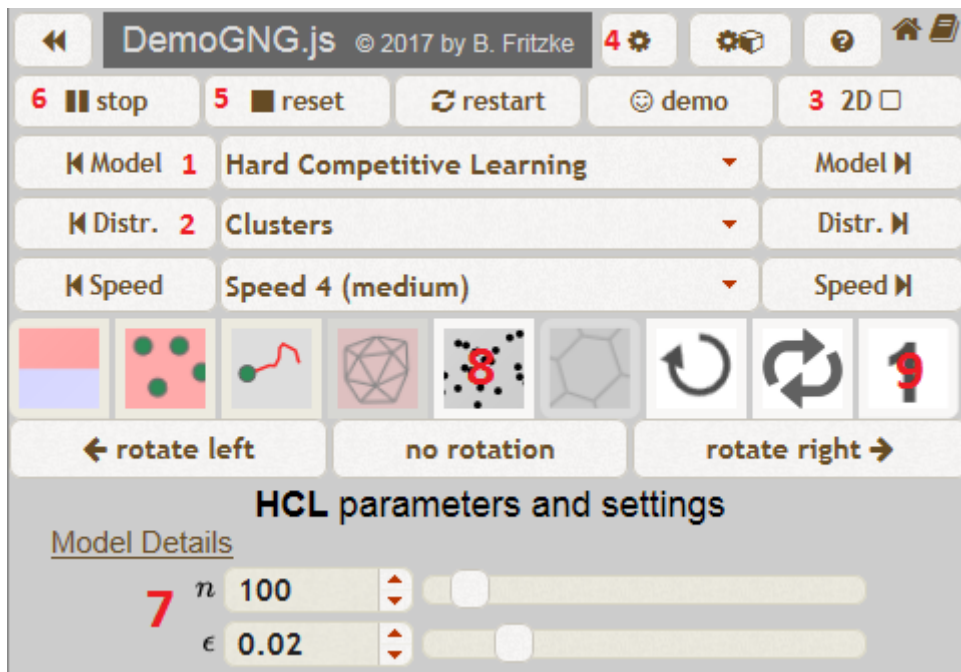 DemoGNG.js © 2017 by B. Fritzke 4
6 stop 5 reset restart demo 3 2D
Model 1 Hard Competitive Learning Model
Distr. 2 Clusters Distr.
Speed Speed 4 (medium) Speed
8 1 9
rotate left no rotation rotate right
HCL parameters and settings
Model Details
7
n 100
ϵ 0.02